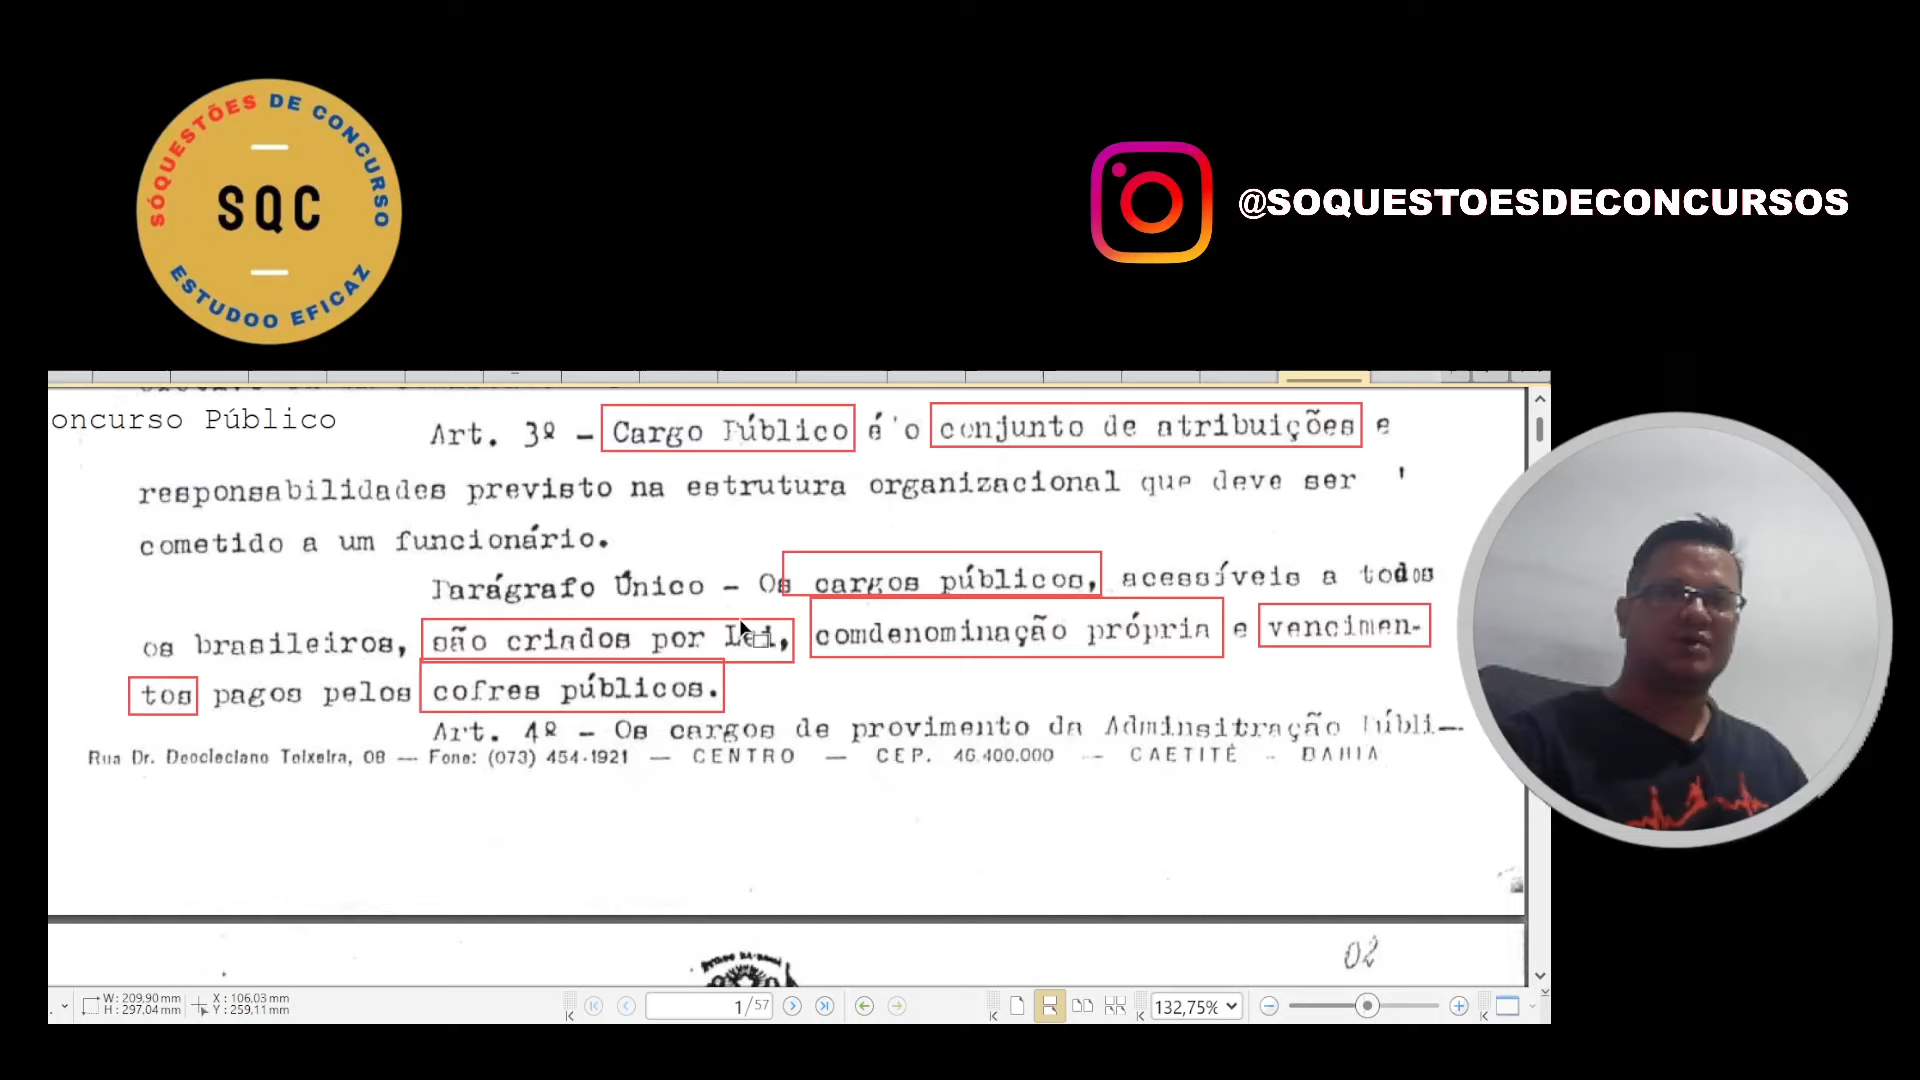 SÓQUESTÕES DE CONCURSO
SQC
ESTUDOO EFICAZ
@SOQUESTOESDECONCURSOS
oncurso Público
Art. 3º - Cargo Público é 'o conjunto de atribuições e
responsabilidades previsto na estrutura organizacional que deve ser '
cometido a um funcionário.
Parágrafo Único - Os cargos públicos, acessíveis a todos
os brasileiros, são criados por Lei, comdenominação própria e vencimen-
tos pagos pelos cofres públicos.
Art. 4º - Os cargos de provimento da Adminsitração Públi-
Rua Dr. Deocleciano Teixeira, 08 — Fone: (073) 454-1921 — CENTRO — CEP. 46.400.000 -- CAETITÉ - BAHIA
02
W: 209,90 mm X : 106,03 mm
H : 297,04 mm Y : 259,11 mm
1 / 57
132,75%